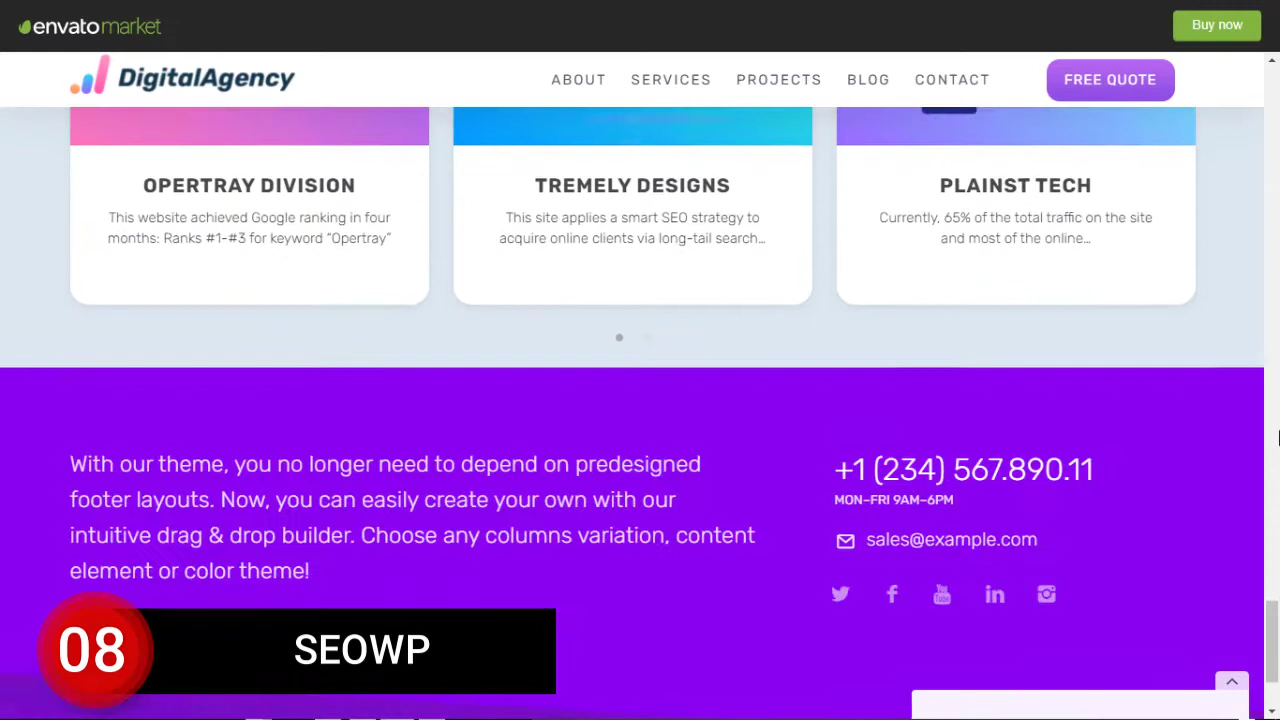 envatomarket
Buy now
DigitalAgency
ABOUT SERVICES PROJECTS BLOG CONTACT FREE QUOTE
OPERTRAY DIVISION
This website achieved Google ranking in four
months: Ranks #1-#3 for keyword “Opertray”
TREMELY DESIGNS
This site applies a smart SEO strategy to
acquire online clients via long-tail search…
PLAINST TECH
Currently, 65% of the total traffic on the site
and most of the online…
With our theme, you no longer need to depend on predesigned
footer layouts. Now, you can easily create your own with our
intuitive drag & drop builder. Choose any columns variation, content
element or color theme!
+1 (234) 567.890.11
MON–FRI 9AM–6PM
sales@example.com
08 SEOWP